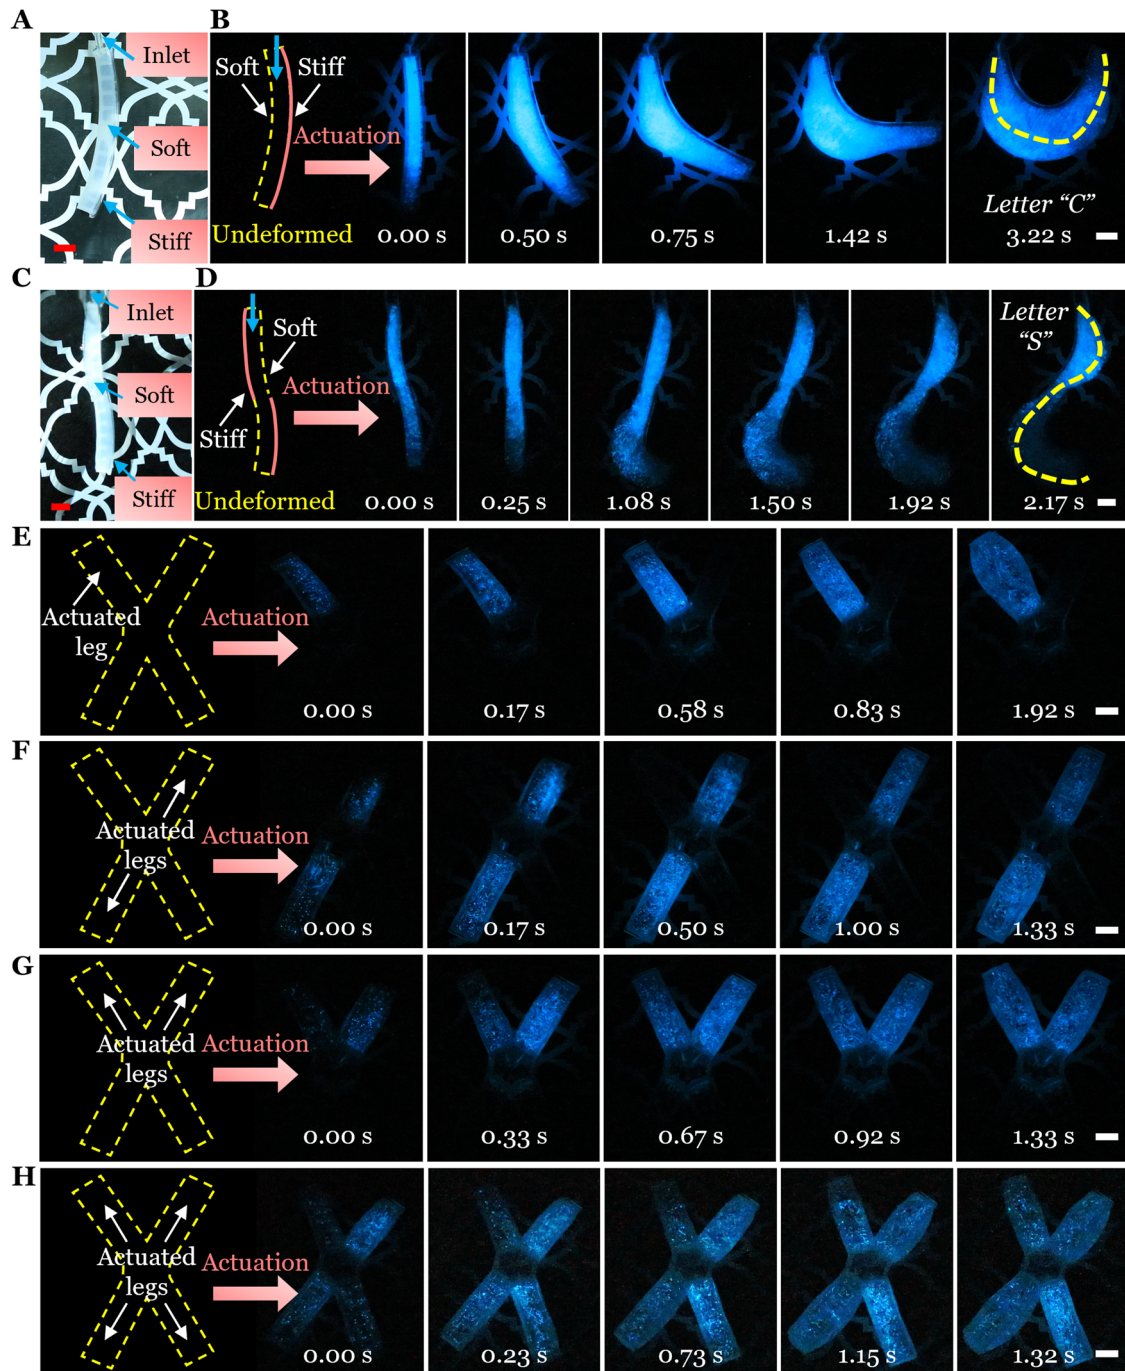 A
Inlet
Soft
Stiff
B
Soft
Stiff
Actuation
Undeformed
0.00 s
0.50 s
0.75 s
1.42 s
Letter “C”
3.22 s
C
Inlet
Soft
Stiff
D
Soft
Stiff
Actuation
Undeformed
0.00 s
0.25 s
1.08 s
1.50 s
1.92 s
Letter
“S”
2.17 s
E
Actuated
leg
Actuation
0.00 s
0.17 s
0.58 s
0.83 s
1.92 s
F
Actuated
legs
Actuation
0.00 s
0.17 s
0.50 s
1.00 s
1.33 s
G
Actuated
legs
Actuation
0.00 s
0.33 s
0.67 s
0.92 s
1.33 s
H
Actuated
legs
Actuation
0.00 s
0.23 s
0.73 s
1.15 s
1.32 s